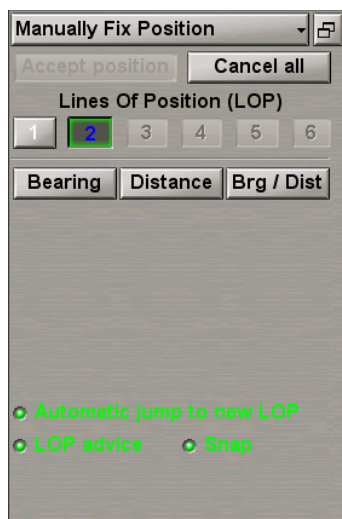 Manually Fix Position
Accept position Cancel all
Lines Of Position (LOP)
1 2 3 4 5 6
Bearing Distance Brg / Dist
Automatic jump to new LOP
LOP advice Snap